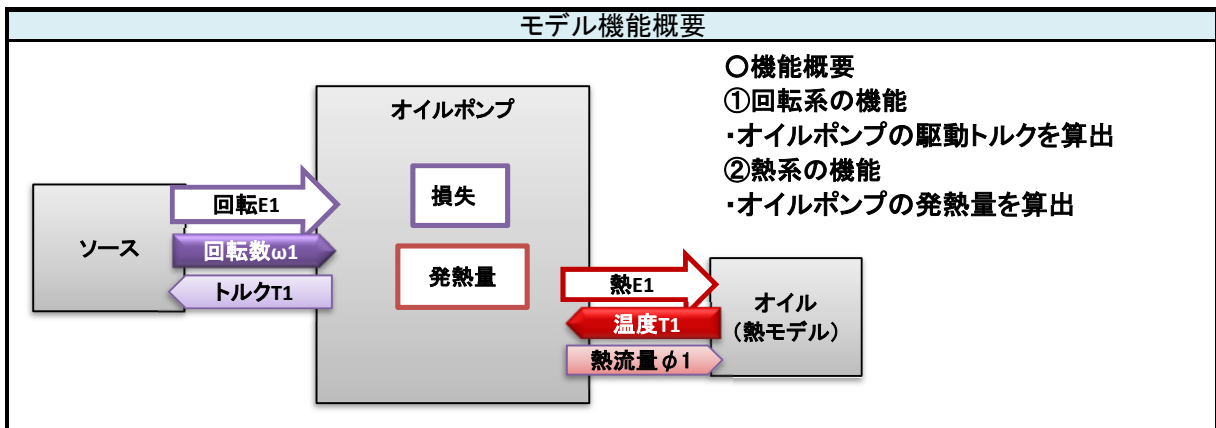 モデル機能概要
〇機能概要
①回転系の機能
・オイルポンプの駆動トルクを算出
②熱系の機能
・オイルポンプの発熱量を算出
オイルポンプ
損失
発熱量
ソース
回転E1
回転数ω1
トルクT1
熱E1
温度T1
熱流量φ1
オイル
（熱モデル）